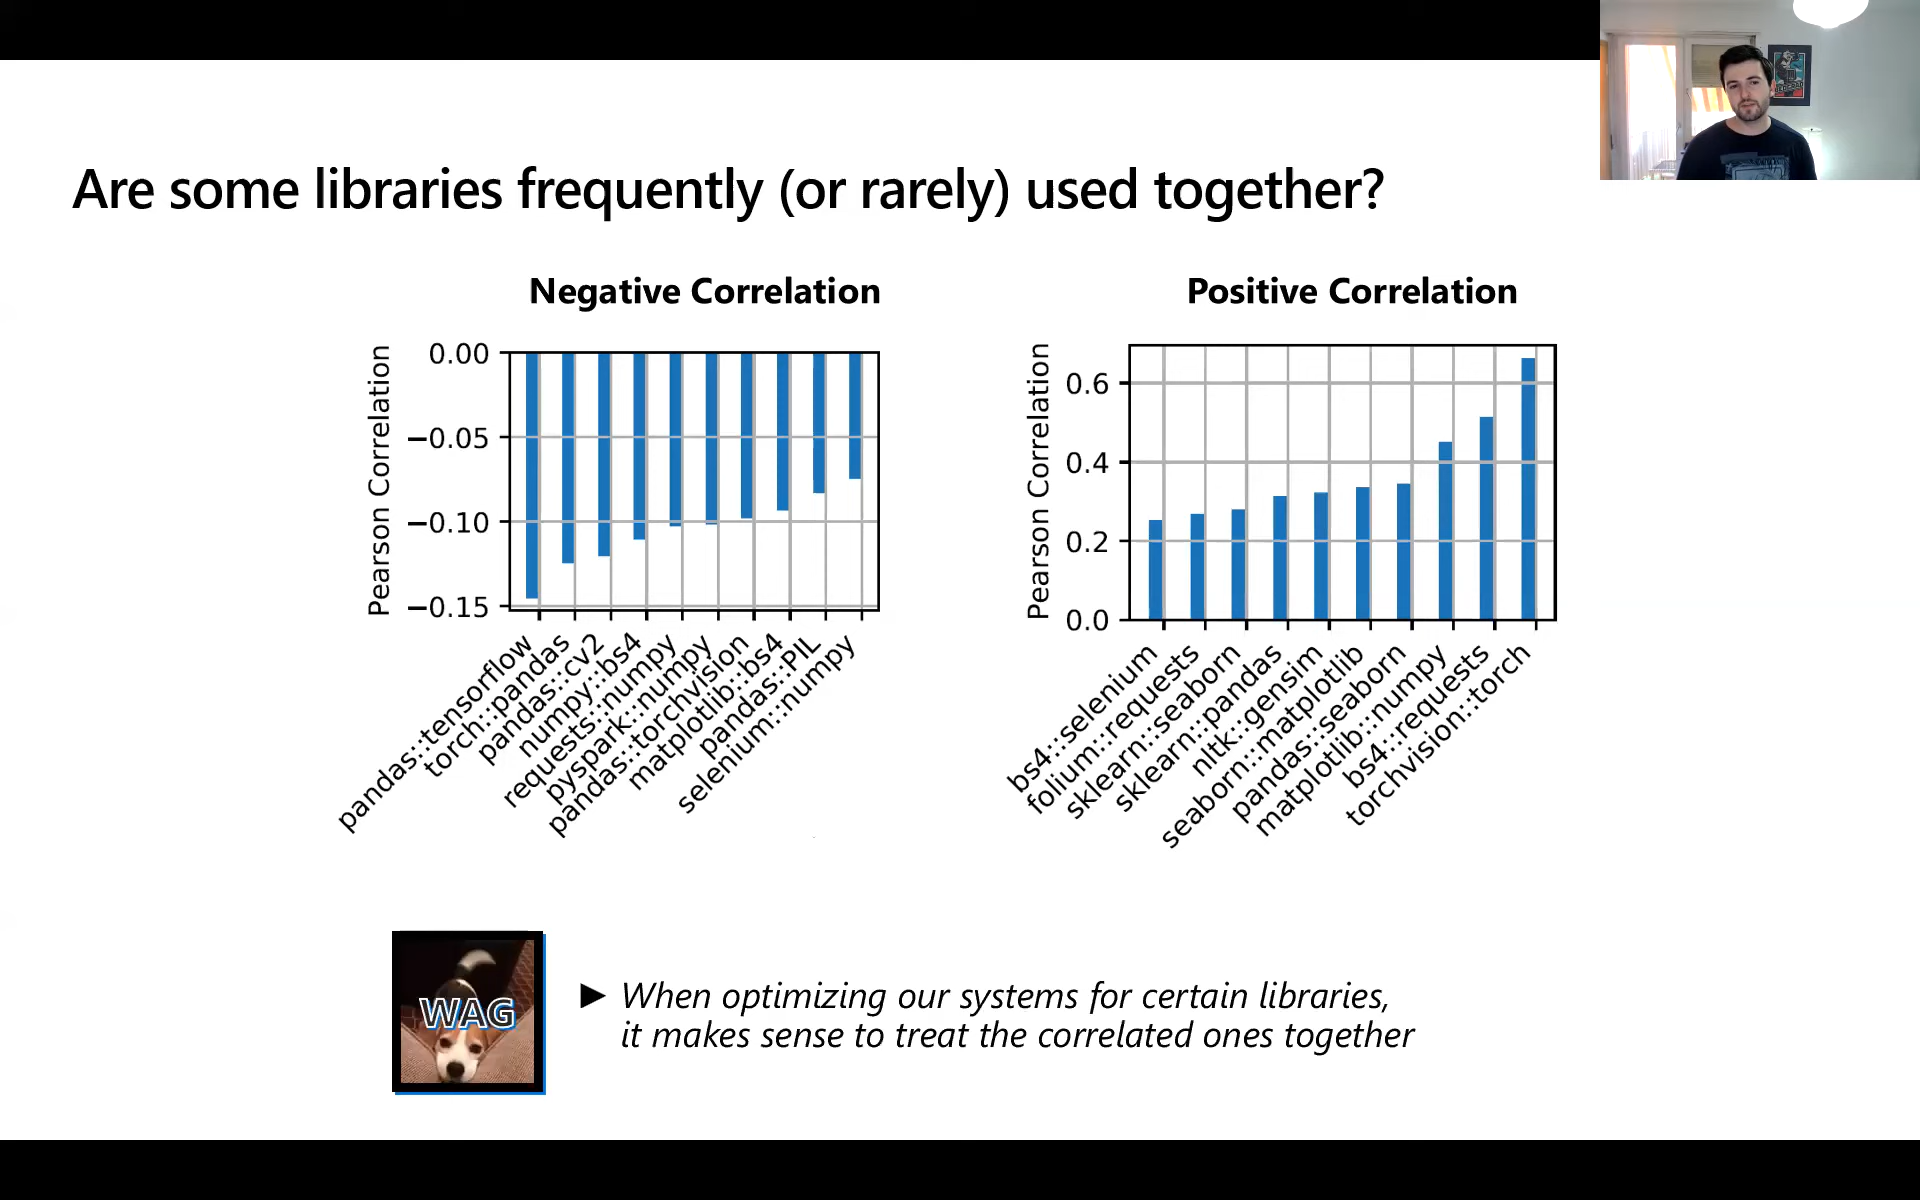 Are some libraries frequently (or rarely) used together?
Negative Correlation
Pearson Correlation
0.00
−0.05
−0.10
−0.15
pandas::tensorflow
torch::pandas
pandas::cv2
numpy::bs4
requests::numpy
pyspark::numpy
pandas::torchvision
matplotlib::bs4
pandas::PIL
selenium::numpy
Positive Correlation
Pearson Correlation
0.6
0.4
0.2
0.0
bs4::selenium
folium::requests
sklearn::seaborn
sklearn::pandas
nltk::gensim
seaborn::matplotlib
pandas::seaborn
matplotlib::numpy
bs4::requests
torchvision::torch
WAG
► When optimizing our systems for certain libraries,
it makes sense to treat the correlated ones together